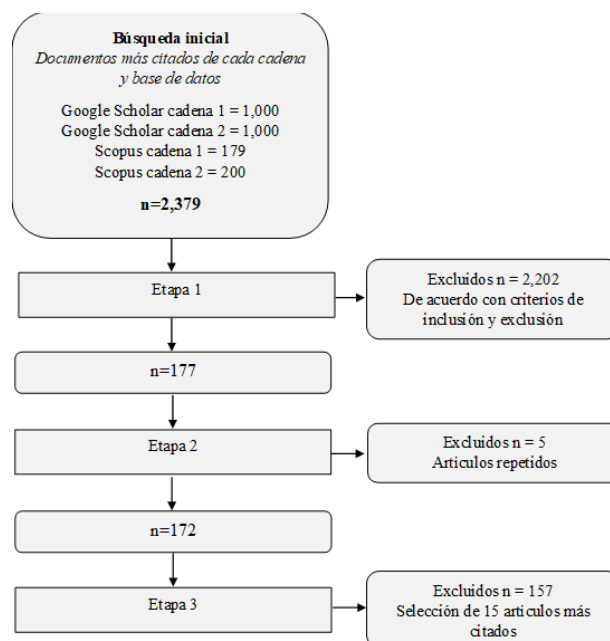 Búsqueda inicial
Documentos más citados de cada cadena
y base de datos
Google Scholar cadena 1 = 1,000
Google Scholar cadena 2 = 1,000
Scopus cadena 1 = 179
Scopus cadena 2 = 200
n=2,379
Etapa 1
Excluidos n = 2,202
De acuerdo con criterios de
inclusión y exclusión
n=177
Etapa 2
Excluidos n = 5
Artículos repetidos
n=172
Etapa 3
Excluidos n = 157
Selección de 15 artículos más
citados